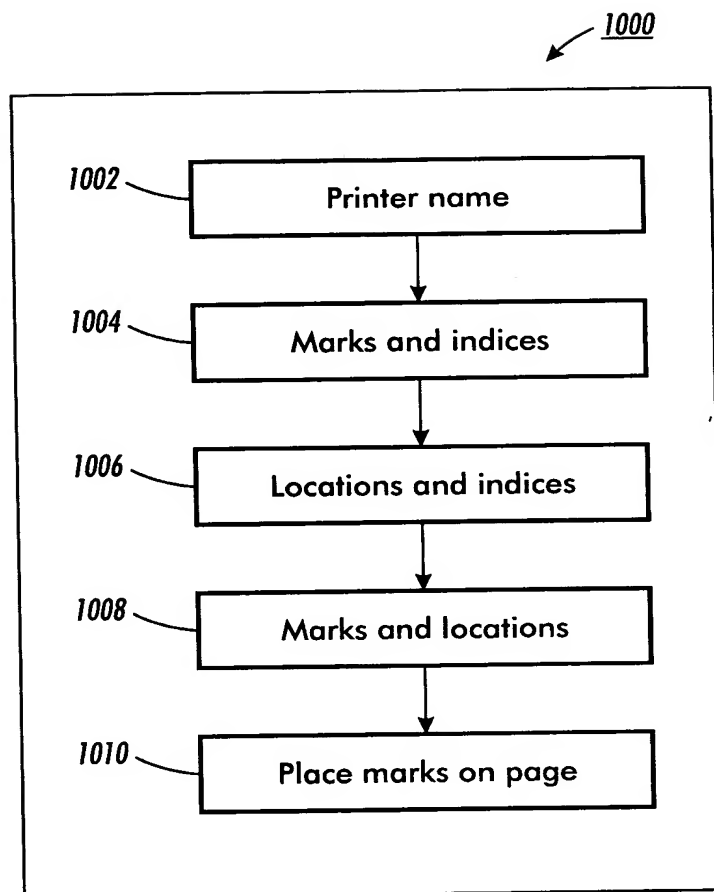 1000
1002
Printer name
1004
Marks and indices
1006
Locations and indices
1008
Marks and locations
1010
Place marks on page